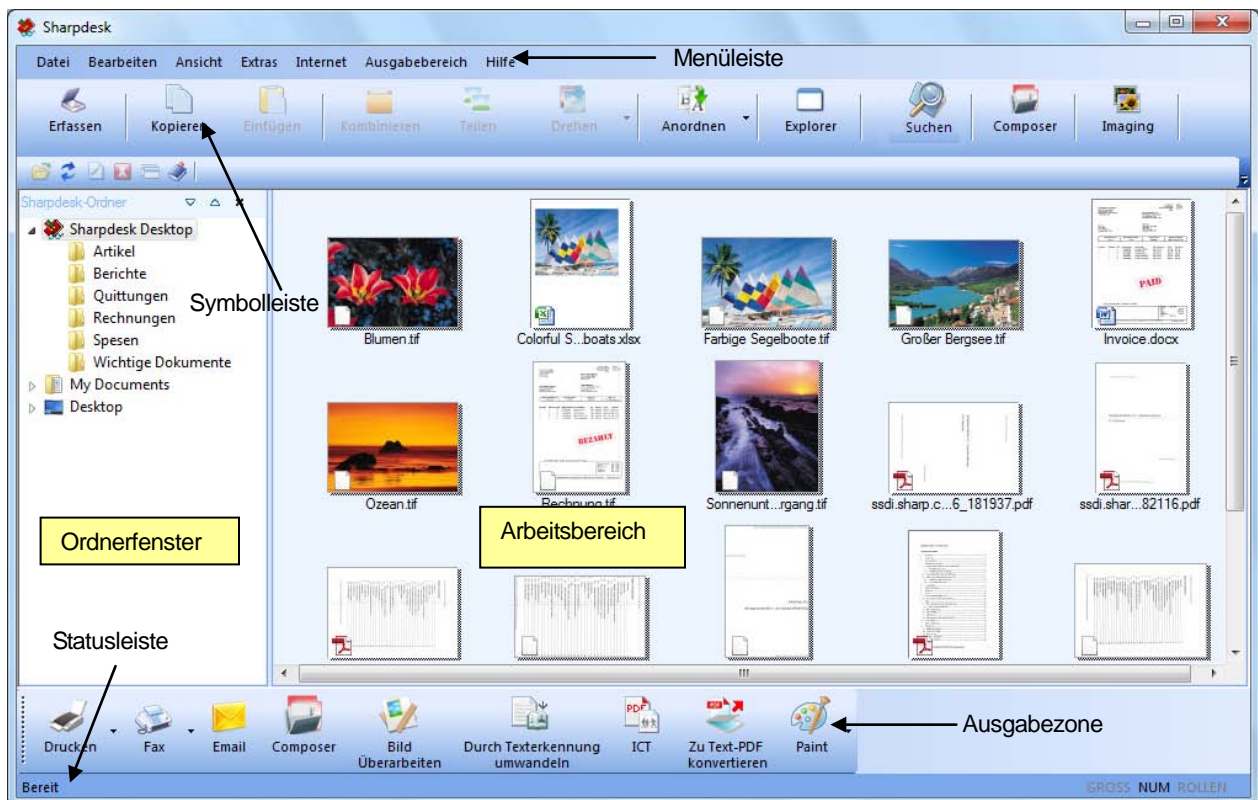 Sharpdesk
Datei Bearbeiten Ansicht Extras Internet Ausgabebereich Hilfe
Menüleiste
Erfassen Kopieren Einfügen Kombinieren Teilen Drehen Anordnen Explorer Suchen Composer Imaging
Sharpdesk-Ordner
Sharpdesk Desktop
Artikel
Berichte
Quittungen
Rechnungen
Spesen
Wichtige Dokumente
My Documents
Desktop
Symbolleiste
PAID
Blumen.tif Colorful S...boats.xlsx Farbige Segelboote.tif Großer Bergsee.tif Invoice.docx
BEZAHLT
Ozean.tif Rechnung.tif Sonnenunt...rgang.tif ssdi.sharp.c...6_181937.pdf ssdi.shar...82116.pdf
Ordnerfenster
Arbeitsbereich
Statusleiste
Drucken Fax Email Composer Bild Überarbeiten Durch Texterkennung umwandeln ICT Zu Text-PDF konvertieren Paint
Ausgabezone
Bereit GROSS NUM ROLLEN